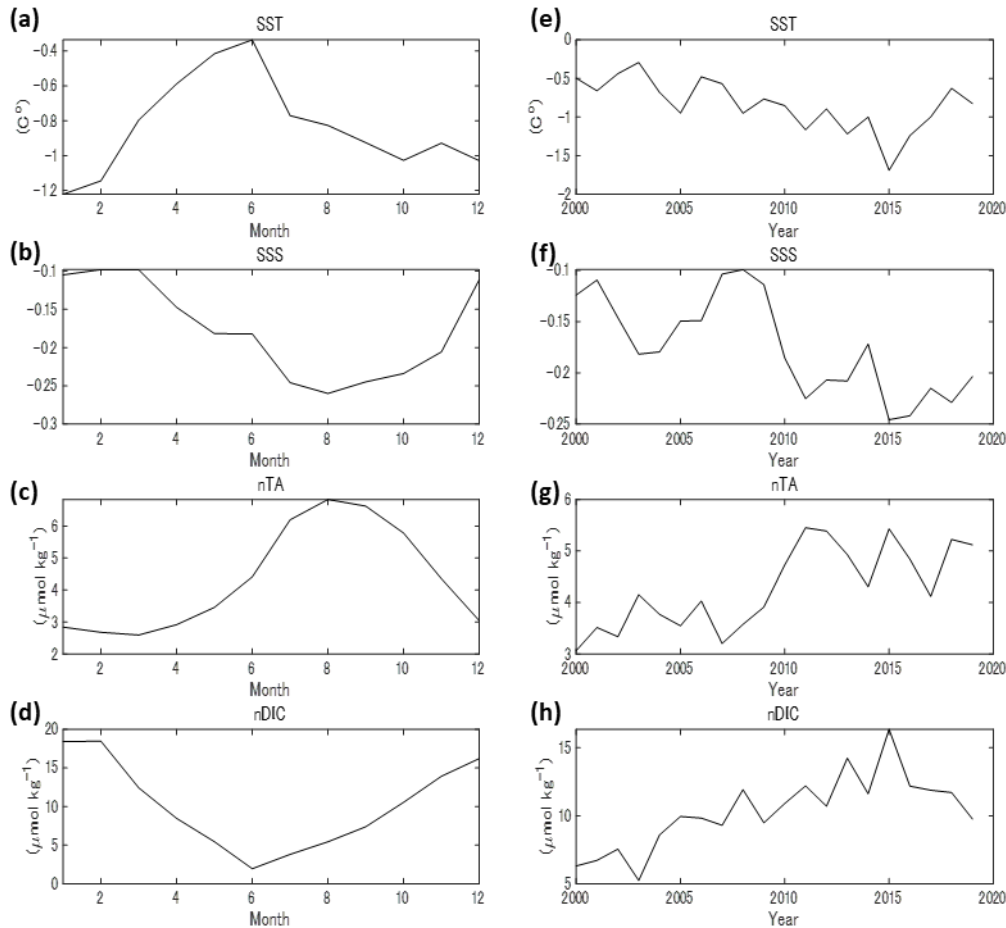 (a)
SST
-0.4
-0.6
-0.8
-1
-1.2
(C°)
2 4 6 8 10 12
Month
(b)
SSS
-0.1
-0.15
-0.2
-0.25
-0.3
2 4 6 8 10 12
Month
(c)
nTA
6
5
4
3
2
(μmol kg⁻¹)
2 4 6 8 10 12
Month
(d)
nDIC
20
15
10
5
0
(μmol kg⁻¹)
2 4 6 8 10 12
Month
(e)
SST
0
-0.5
-1
-1.5
-2
(C°)
2000 2005 2010 2015 2020
Year
(f)
SSS
-0.1
-0.15
-0.2
-0.25
2000 2005 2010 2015 2020
Year
(g)
nTA
6
5
4
3
(μmol kg⁻¹)
2000 2005 2010 2015 2020
Year
(h)
nDIC
15
10
5
(μmol kg⁻¹)
2000 2005 2010 2015 2020
Year